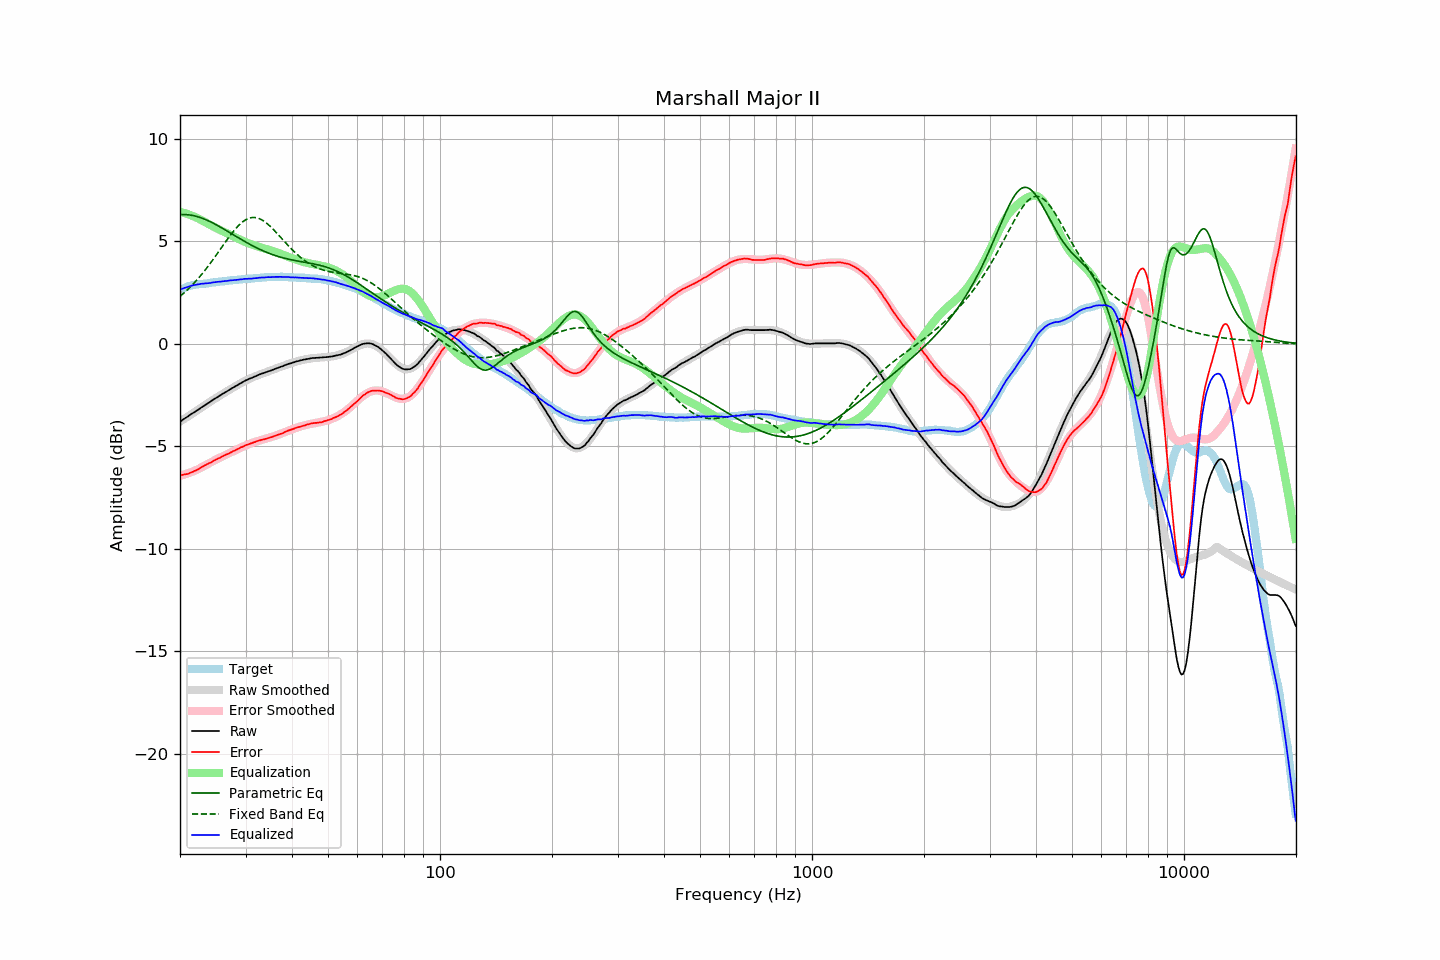 Marshall Major II
10
5
0
−5
−10
−15
−20
Amplitude (dBr)
100
1000
10000
Frequency (Hz)
Target
Raw Smoothed
Error Smoothed
Raw
Error
Equalization
Parametric Eq
Fixed Band Eq
Equalized